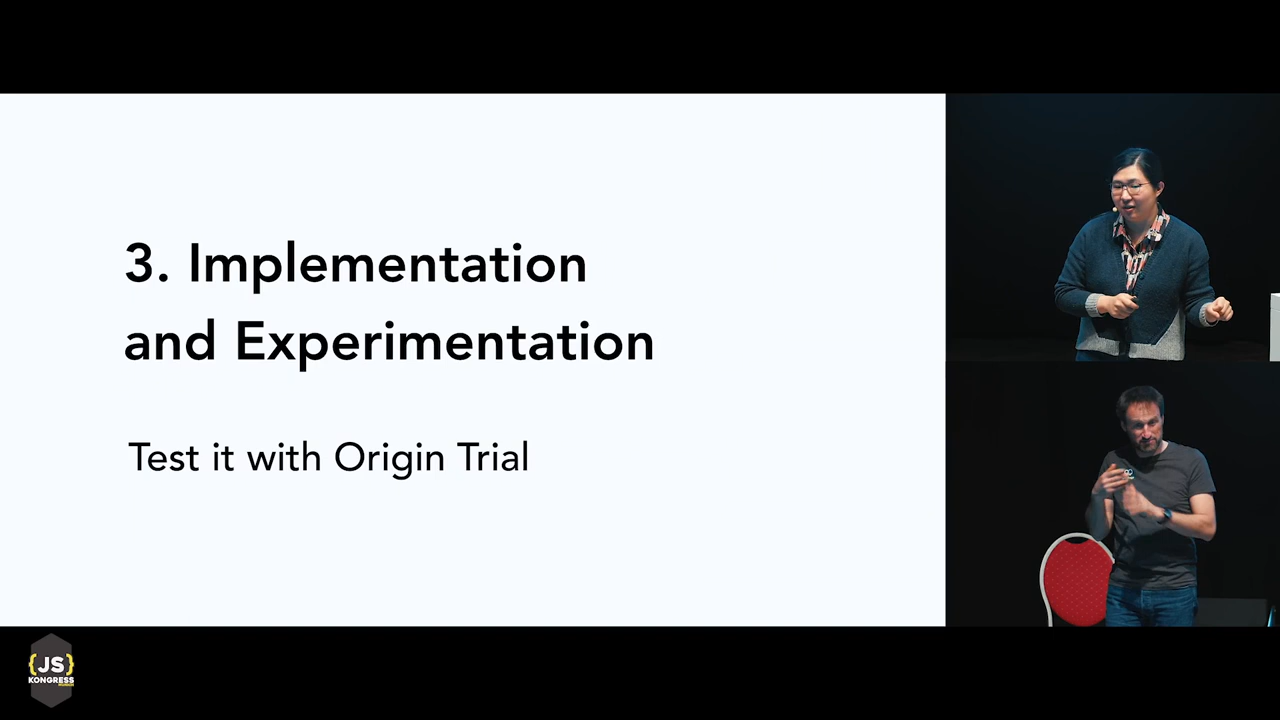 3. Implementation
and Experimentation
Test it with Origin Trial
{JS}
KONGRESS